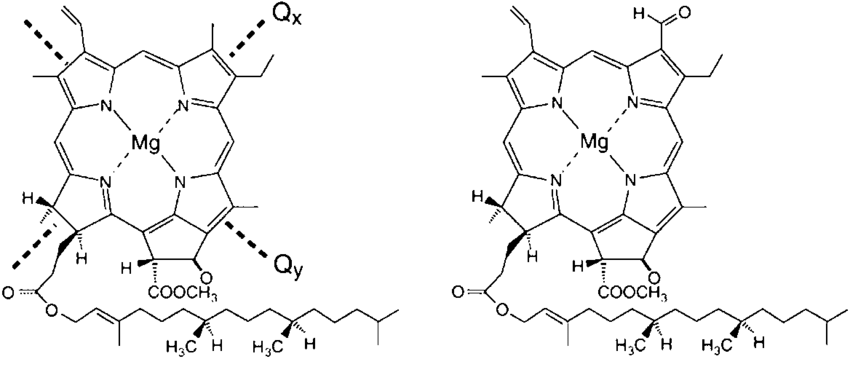 Qx H O
N N N N
Mg Mg
N N N N
H H
Qy
H H H H
O O
COOCH3 COOCH3
O O
O O
H3C H H3C H H3C H H3C H